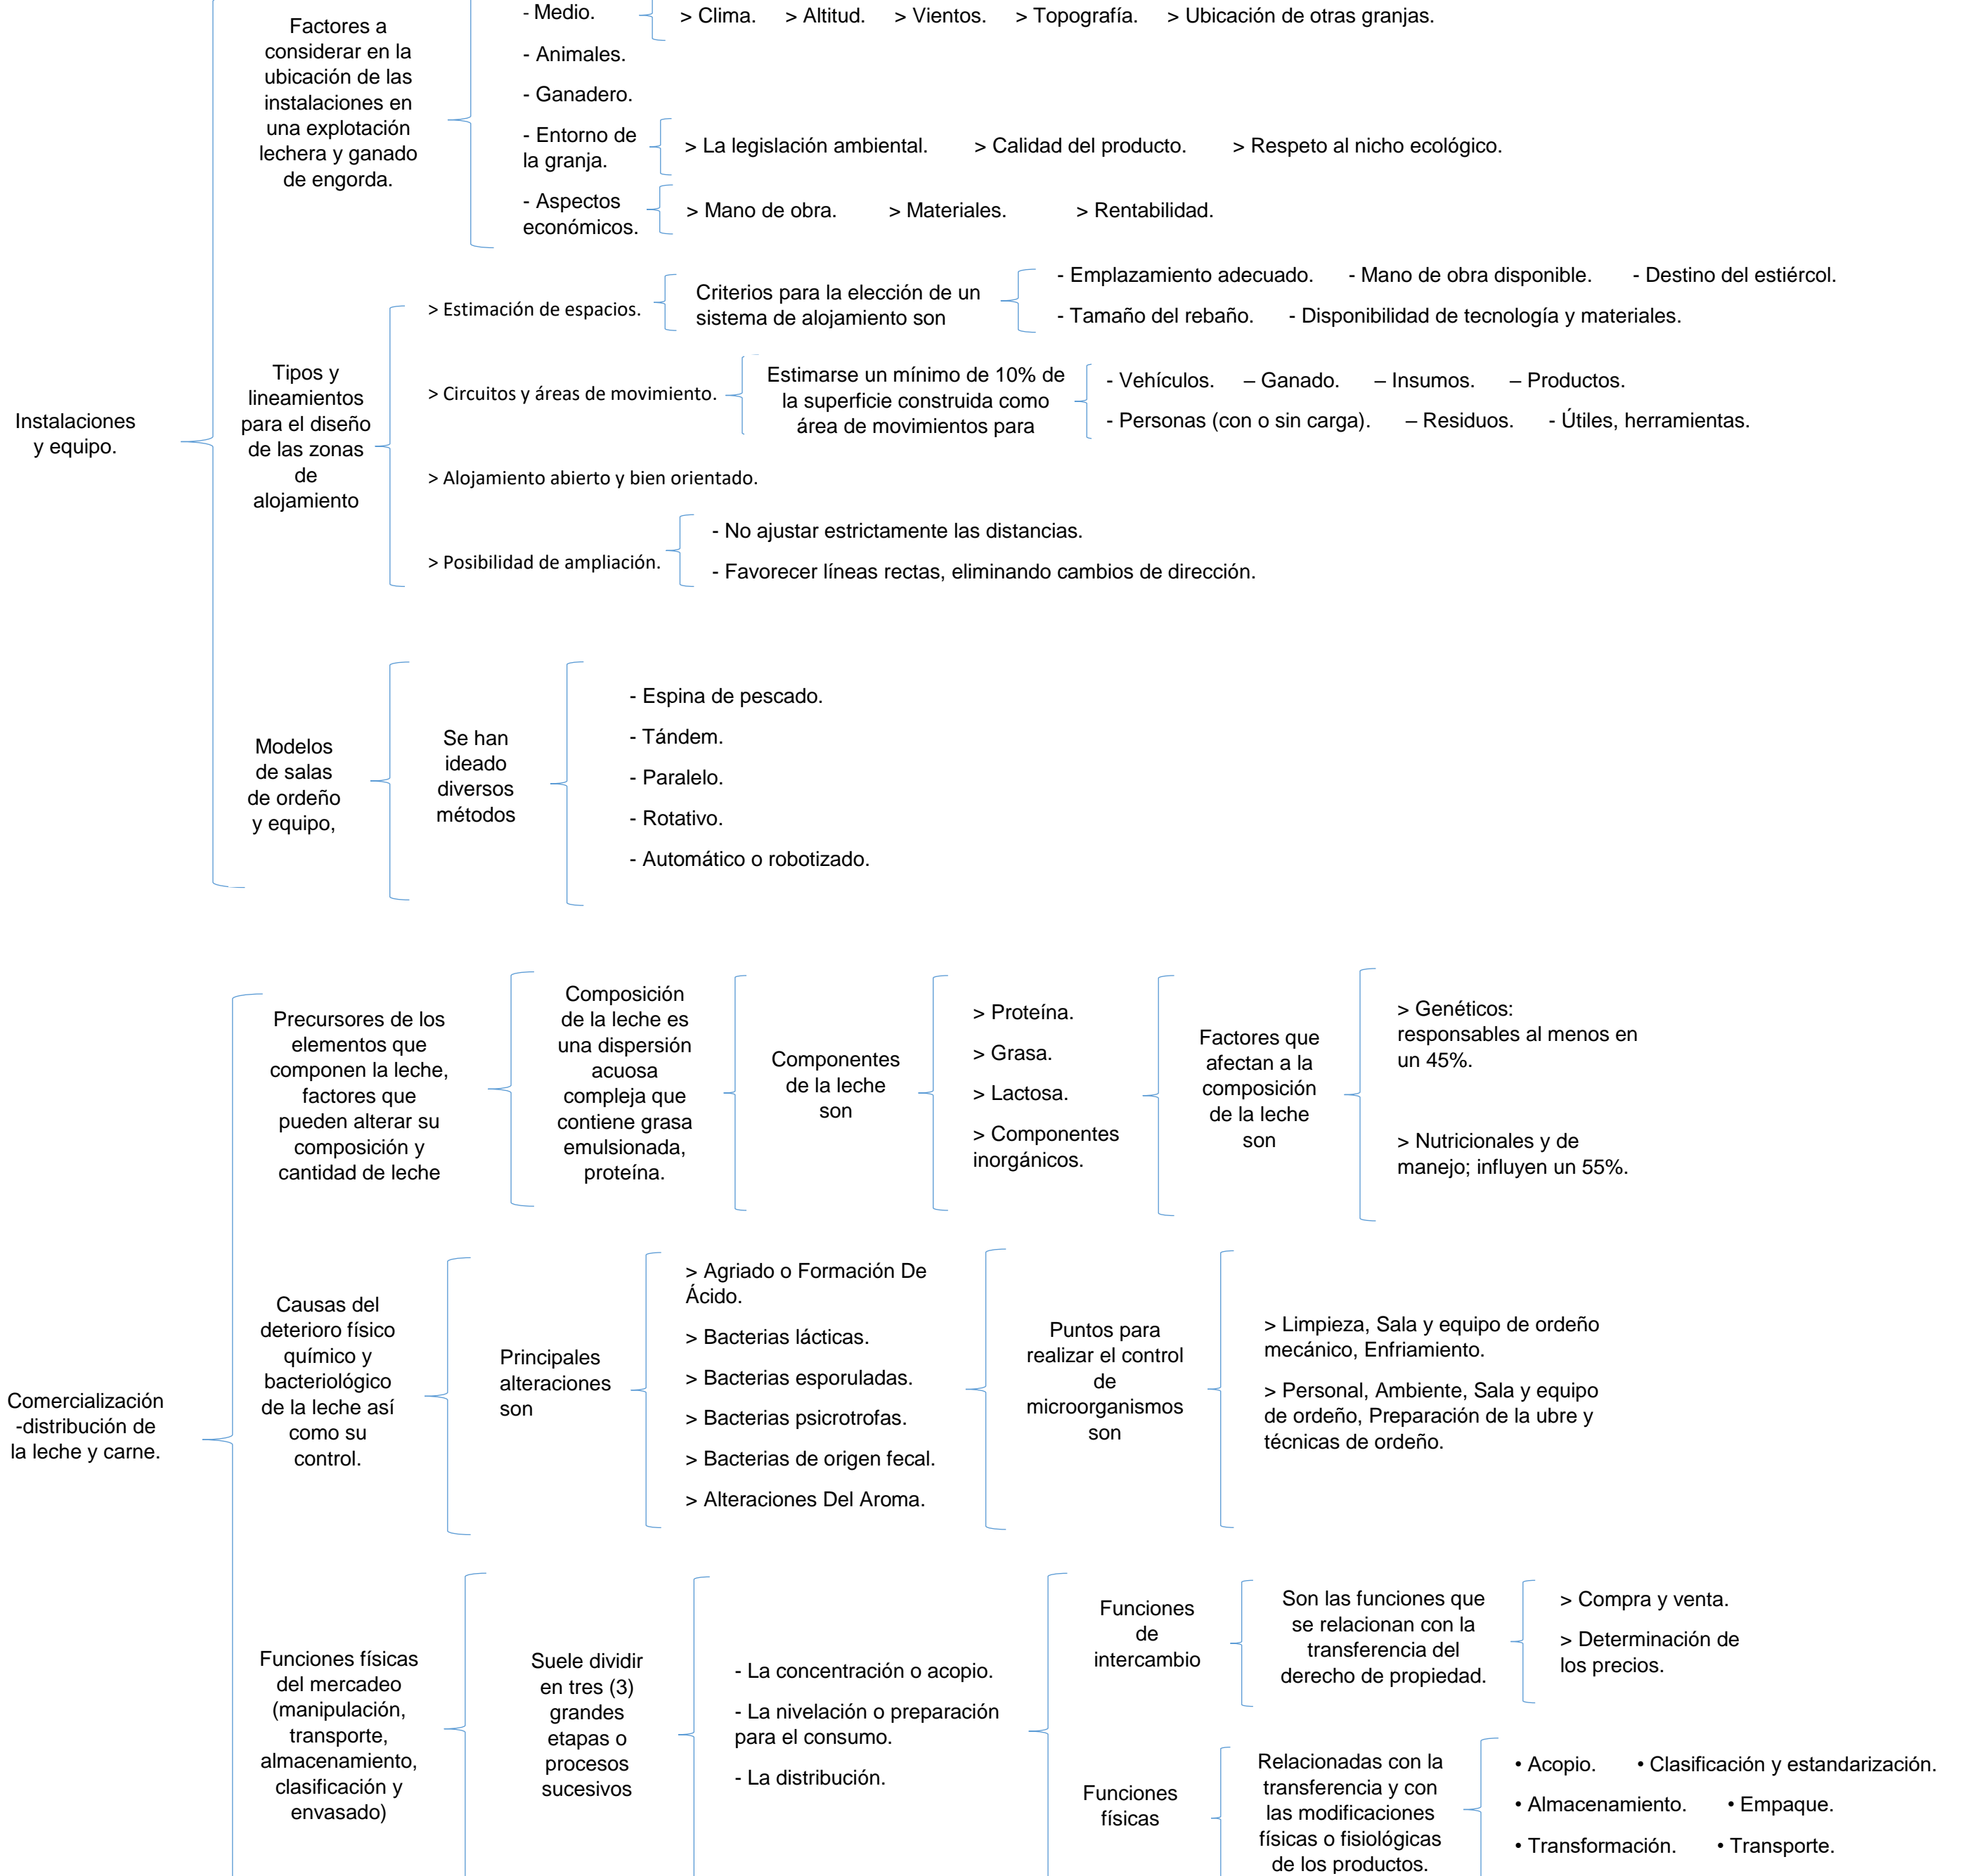 Instalaciones
y equipo.
Factores a
considerar en la
ubicación de las
instalaciones en
una explotación
lechera y ganado
de engorda.
- Medio.
> Clima. > Altitud. > Vientos. > Topografía. > Ubicación de otras granjas.
- Animales.
- Ganadero.
- Entorno de
la granja.
> La legislación ambiental. > Calidad del producto. > Respeto al nicho ecológico.
- Aspectos
económicos.
> Mano de obra. > Materiales. > Rentabilidad.
Tipos y
lineamientos
para el diseño
de las zonas
de
alojamiento
> Estimación de espacios.
Criterios para la elección de un
sistema de alojamiento son
- Emplazamiento adecuado. - Mano de obra disponible. - Destino del estiércol.
- Tamaño del rebaño. - Disponibilidad de tecnología y materiales.
> Circuitos y áreas de movimiento.
Estimarse un mínimo de 10% de
la superficie construida como
área de movimientos para
- Vehículos. – Ganado. – Insumos. – Productos.
- Personas (con o sin carga). – Residuos. - Útiles, herramientas.
> Alojamiento abierto y bien orientado.
> Posibilidad de ampliación.
- No ajustar estrictamente las distancias.
- Favorecer líneas rectas, eliminando cambios de dirección.
Modelos
de salas
de ordeño
y equipo,
Se han
ideado
diversos
métodos
- Espina de pescado.
- Tándem.
- Paralelo.
- Rotativo.
- Automático o robotizado.
Comercialización
-distribución de
la leche y carne.
Precursores de los
elementos que
componen la leche,
factores que
pueden alterar su
composición y
cantidad de leche
Composición
de la leche es
una dispersión
acuosa
compleja que
contiene grasa
emulsionada,
proteína.
Componentes
de la leche
son
> Proteína.
> Grasa.
> Lactosa.
> Componentes
inorgánicos.
Factores que
afectan a la
composición
de la leche
son
> Genéticos:
responsables al menos en
un 45%.
> Nutricionales y de
manejo; influyen un 55%.
Causas del
deterioro físico
químico y
bacteriológico
de la leche así
como su
control.
Principales
alteraciones
son
> Agriado o Formación De
Ácido.
> Bacterias lácticas.
> Bacterias esporuladas.
> Bacterias psicrotrofas.
> Bacterias de origen fecal.
> Alteraciones Del Aroma.
Puntos para
realizar el control
de
microorganismos
son
> Limpieza, Sala y equipo de ordeño
mecánico, Enfriamiento.
> Personal, Ambiente, Sala y equipo
de ordeño, Preparación de la ubre y
técnicas de ordeño.
Funciones físicas
del mercadeo
(manipulación,
transporte,
almacenamiento,
clasificación y
envasado)
Suele dividir
en tres (3)
grandes
etapas o
procesos
sucesivos
- La concentración o acopio.
- La nivelación o preparación
para el consumo.
- La distribución.
Funciones
de
intercambio
Son las funciones que
se relacionan con la
transferencia del
derecho de propiedad.
> Compra y venta.
> Determinación de
los precios.
Funciones
físicas
Relacionadas con la
transferencia y con
las modificaciones
físicas o fisiológicas
de los productos.
• Acopio. • Clasificación y estandarización.
• Almacenamiento. • Empaque.
• Transformación. • Transporte.